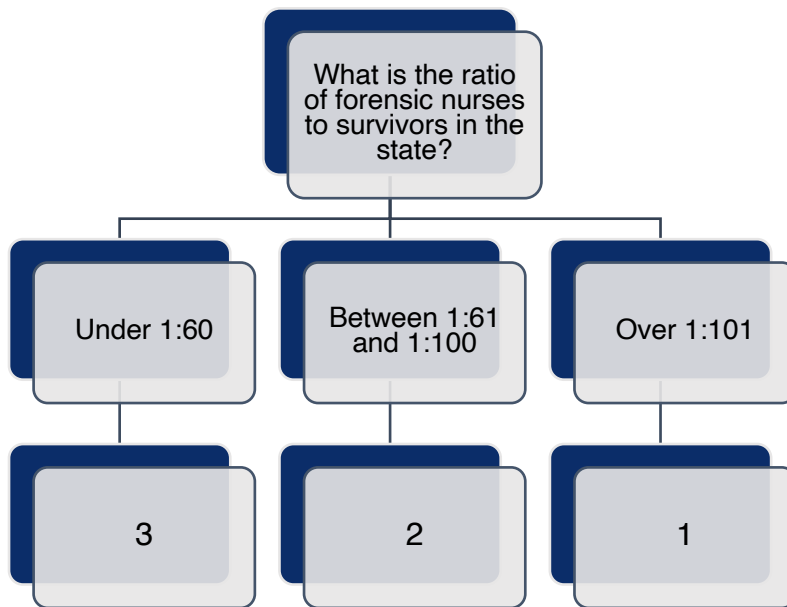 What is the ratio
of forensic nurses
to survivors in the
state?
Under 1:60
Between 1:61
and 1:100
Over 1:101
3
2
1